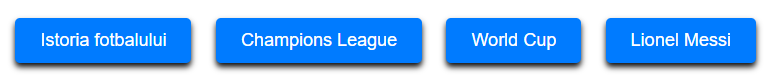 Istoria fotbalului
Champions League
World Cup
Lionel Messi